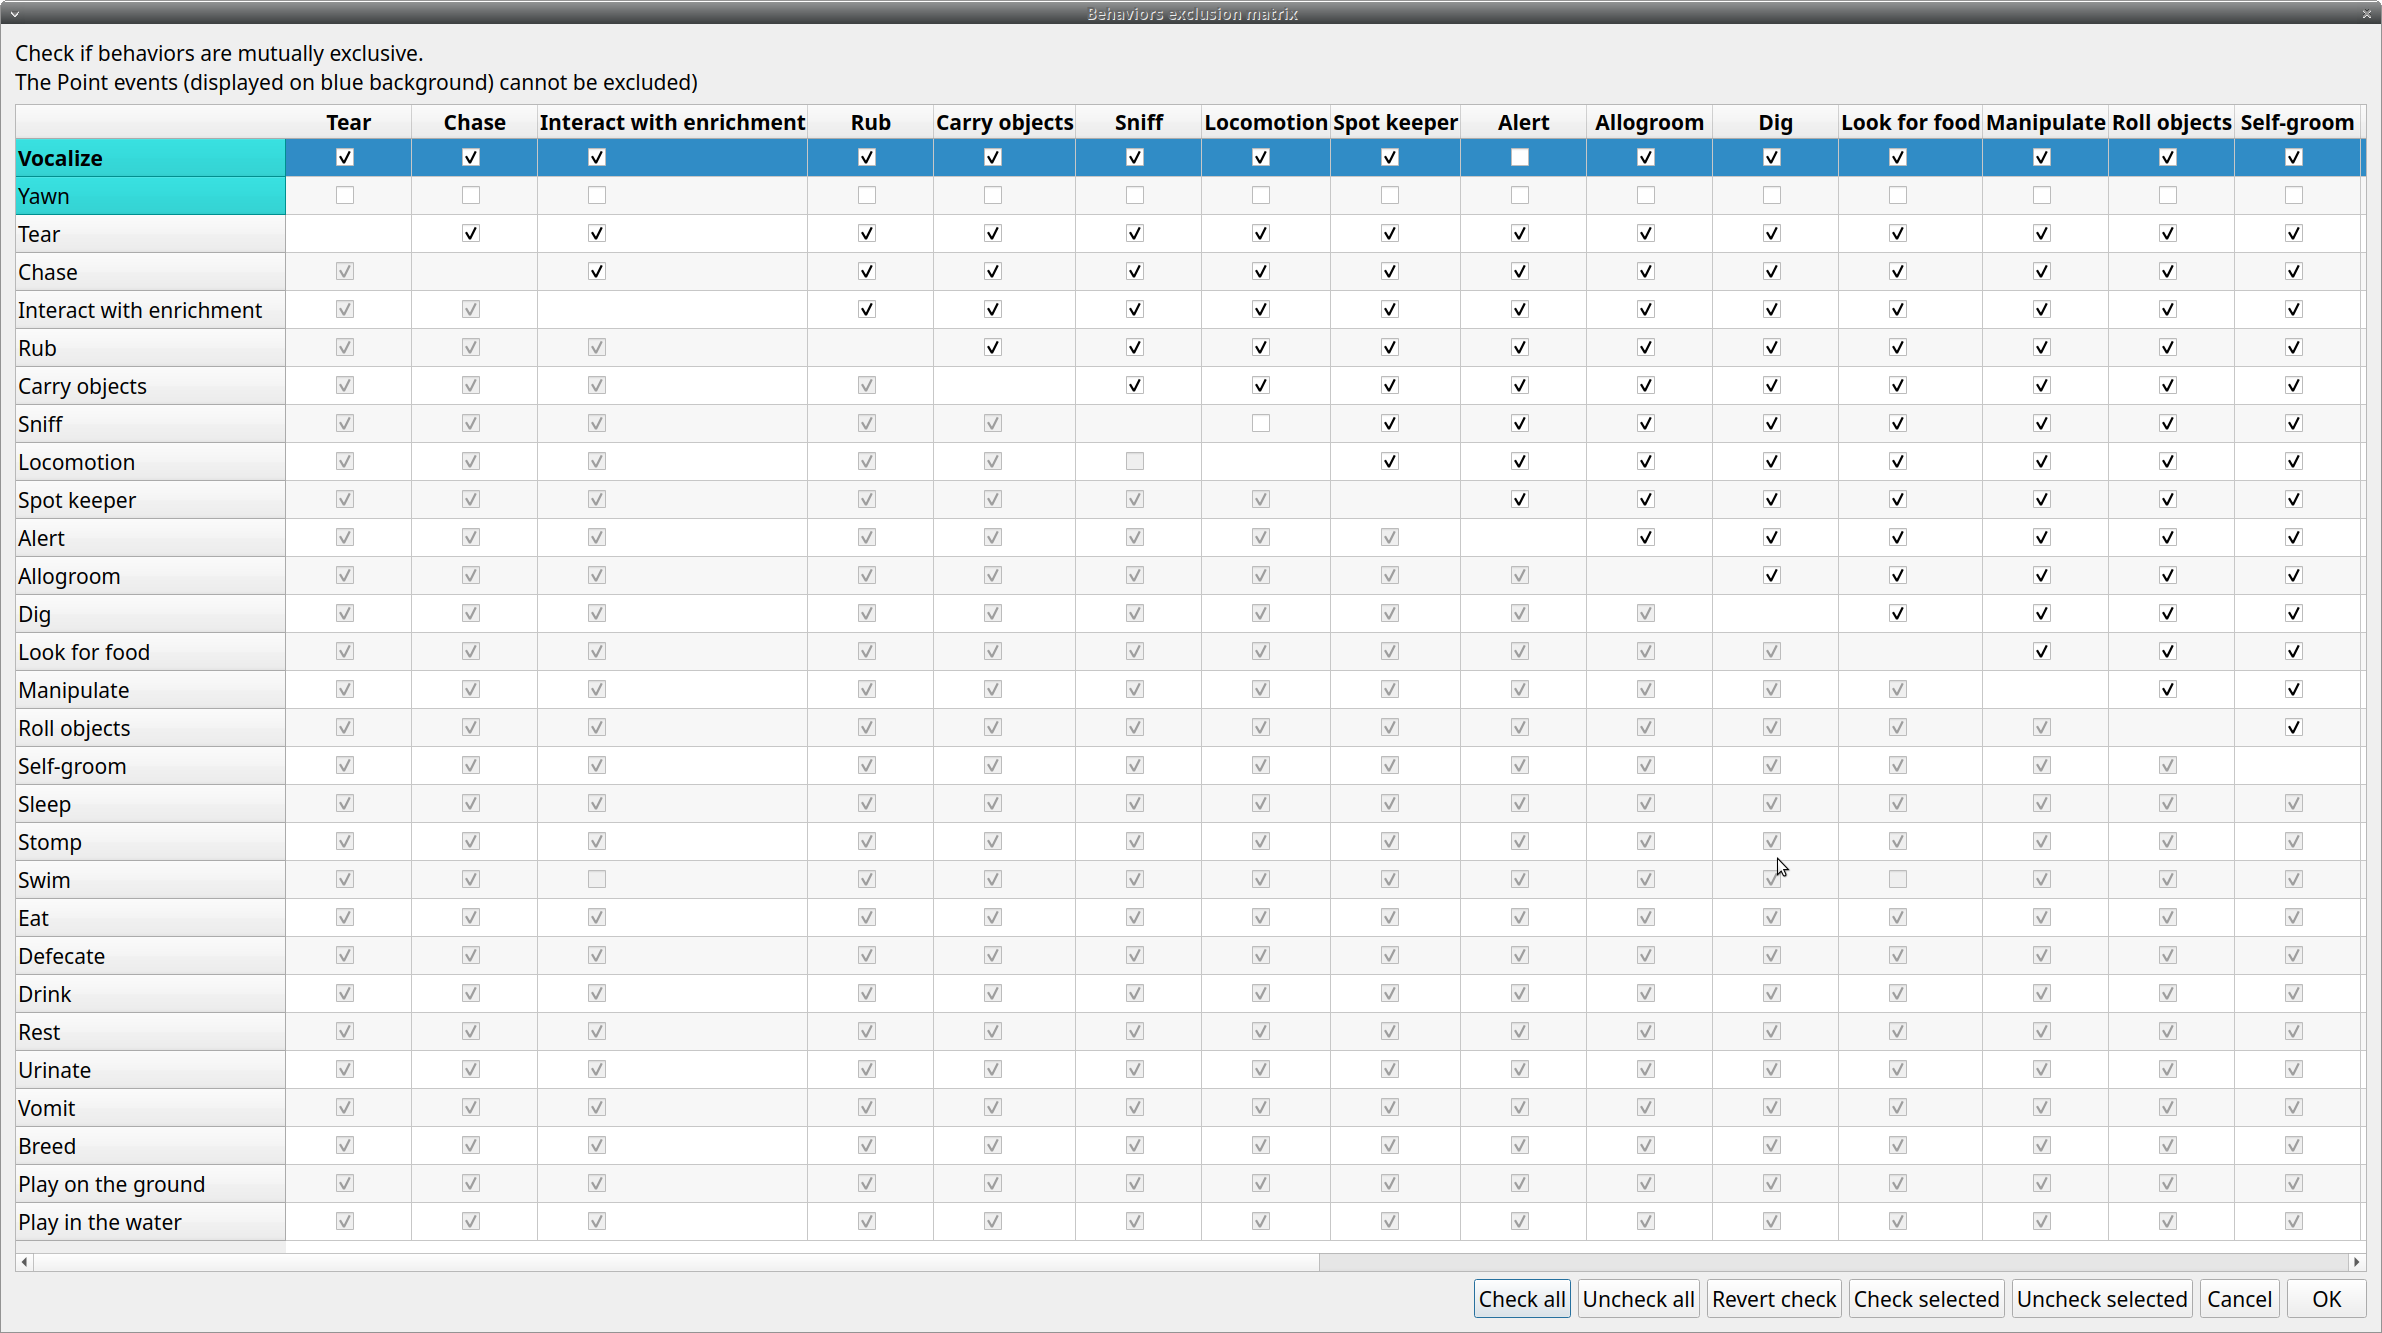 Behaviors exclusion matrix
Check if behaviors are mutually exclusive.
The Point events (displayed on blue background) cannot be excluded)
Tear Chase Interact with enrichment Rub Carry objects Sniff Locomotion Spot keeper Alert Allogroom Dig Look for food Manipulate Roll objects Self-groom
Vocalize
Yawn
Tear
Chase
Interact with enrichment
Rub
Carry objects
Sniff
Locomotion
Spot keeper
Alert
Allogroom
Dig
Look for food
Manipulate
Roll objects
Self-groom
Sleep
Stomp
Swim
Eat
Defecate
Drink
Rest
Urinate
Vomit
Breed
Play on the ground
Play in the water
Check all Uncheck all Revert check Check selected Uncheck selected Cancel OK